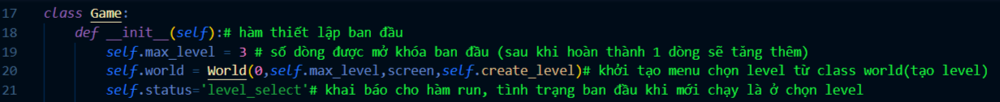 17 class Game:
18 def __init__(self):# hàm thiết lập ban đầu
19 self.max_level = 3 # số dòng được mở khóa ban đầu (sau khi hoàn thành 1 dòng sẽ tăng thêm)
20 self.world = World(0,self.max_level,screen,self.create_level)# khởi tạo menu chọn level từ class world(tạo level)
21 self.status='level_select'# khai báo cho hàm run, tình trạng ban đầu khi mới chạy là ở chọn level